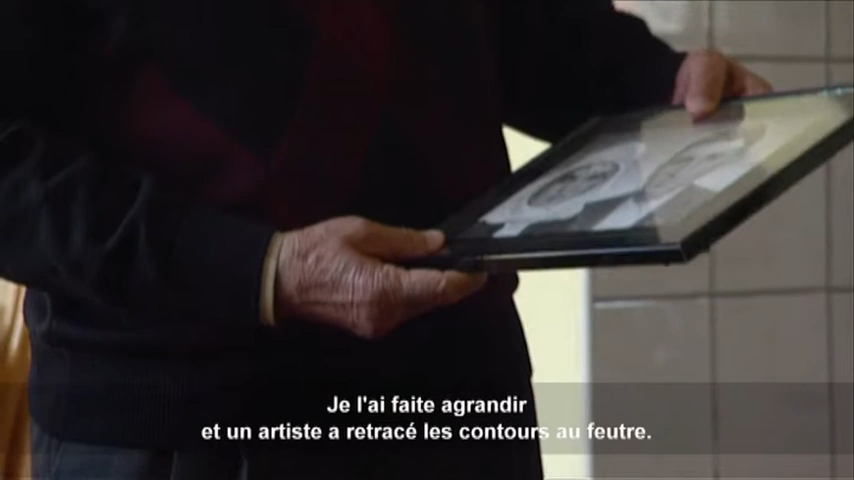 Je l'ai faite agrandir
et un artiste a retracé les contours au feutre.